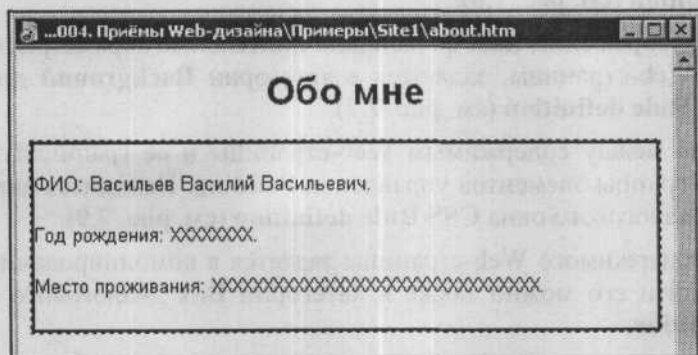 ...004. Приёмы Web-дизайна\Примеры\Site1\about.htm
Обо мне
ФИО: Васильев Василий Васильевич.
Год рождения: XXXXXXXX.
Место проживания: XXXXXXXXXXXXXXXXXXXXXXXXXXXXXXXX.